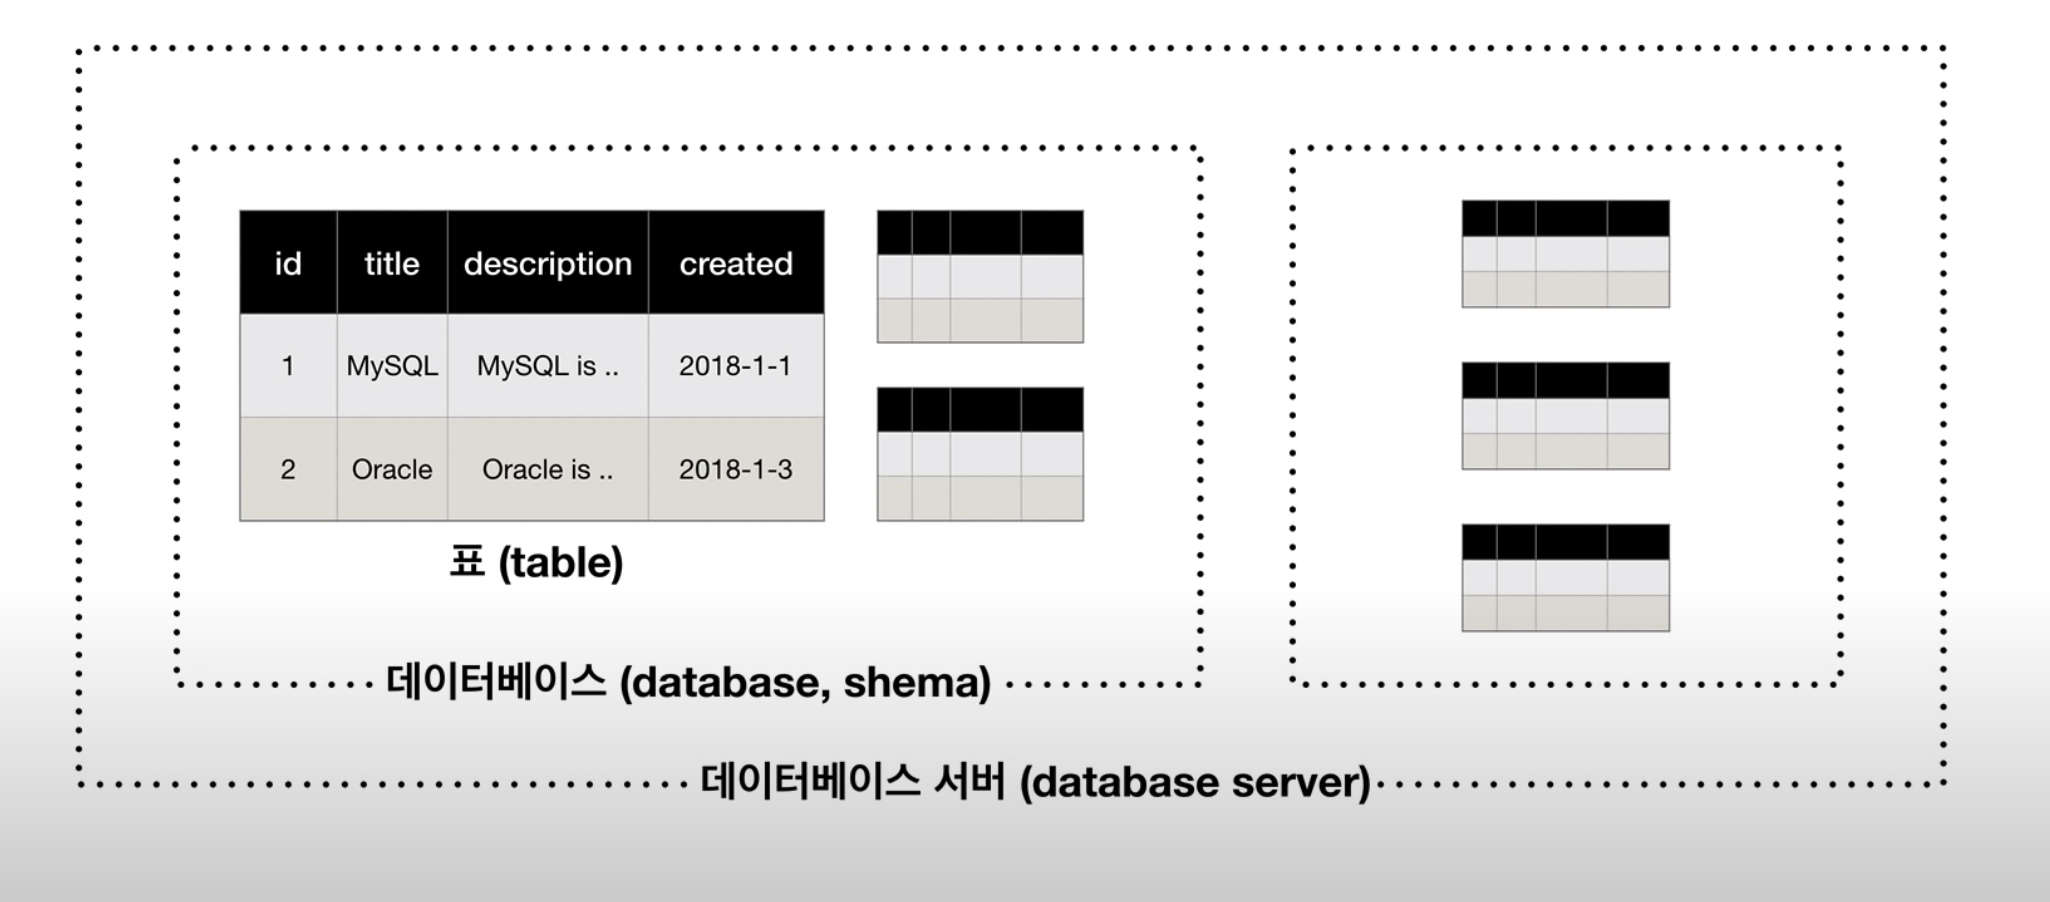 id title description created
1 MySQL MySQL is .. 2018-1-1
2 Oracle Oracle is .. 2018-1-3
표 (table)
데이터베이스 (database, shema)
데이터베이스 서버 (database server)